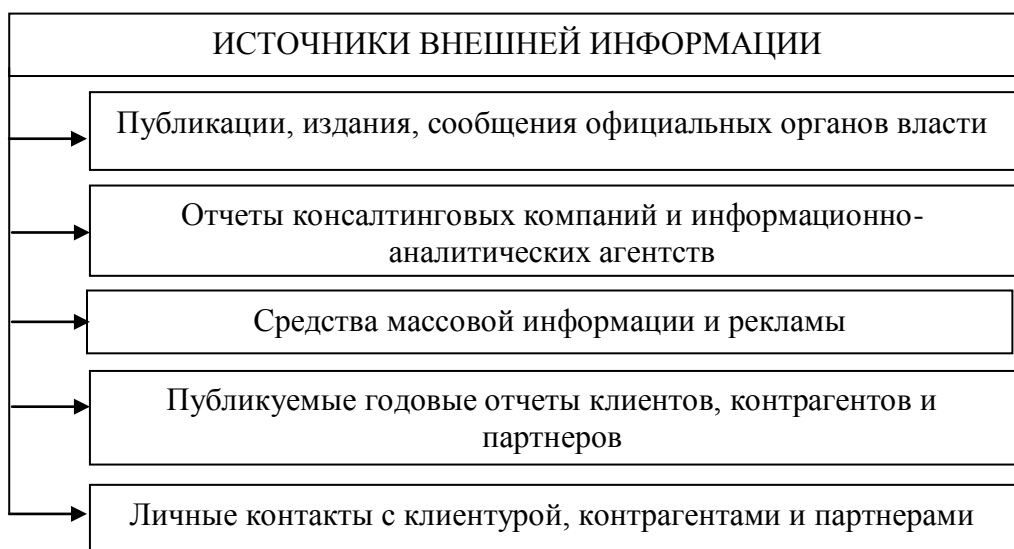 ИСТОЧНИКИ ВНЕШНЕЙ ИНФОРМАЦИИ
Публикации, издания, сообщения официальных органов власти
Отчеты консалтинговых компаний и информационно-
аналитических агентств
Средства массовой информации и рекламы
Публикуемые годовые отчеты клиентов, контрагентов и
партнеров
Личные контакты с клиентурой, контрагентами и партнерами